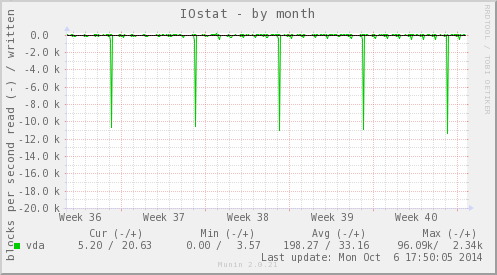 IOstat - by month
blocks per second read (-) / written
RRDTOOL / TOBI OETIKER
0.0
-2.0 k
-4.0 k
-6.0 k
-8.0 k
-10.0 k
-12.0 k
-14.0 k
-16.0 k
-18.0 k
-20.0 k
Week 36 Week 37 Week 38 Week 39 Week 40
Cur (-/+) Min (-/+) Avg (-/+) Max (-/+)
vda 5.20 / 20.63 0.00 / 3.57 198.27 / 33.16 96.09k/ 2.34k
Last update: Mon Oct 6 17:50:05 2014
Munin 2.0.21